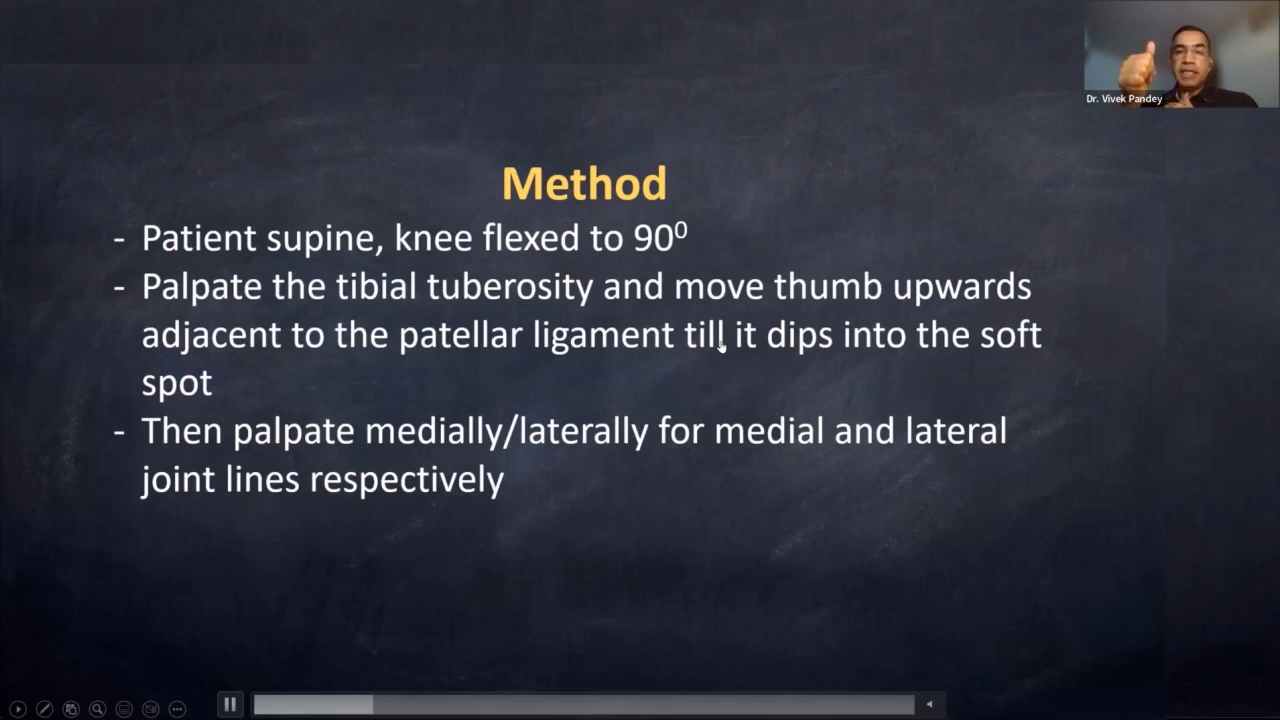 Dr. Vivek Pandey
Method
- Patient supine, knee flexed to 90⁰
- Palpate the tibial tuberosity and move thumb upwards
adjacent to the patellar ligament till it dips into the soft
spot
- Then palpate medially/laterally for medial and lateral
joint lines respectively